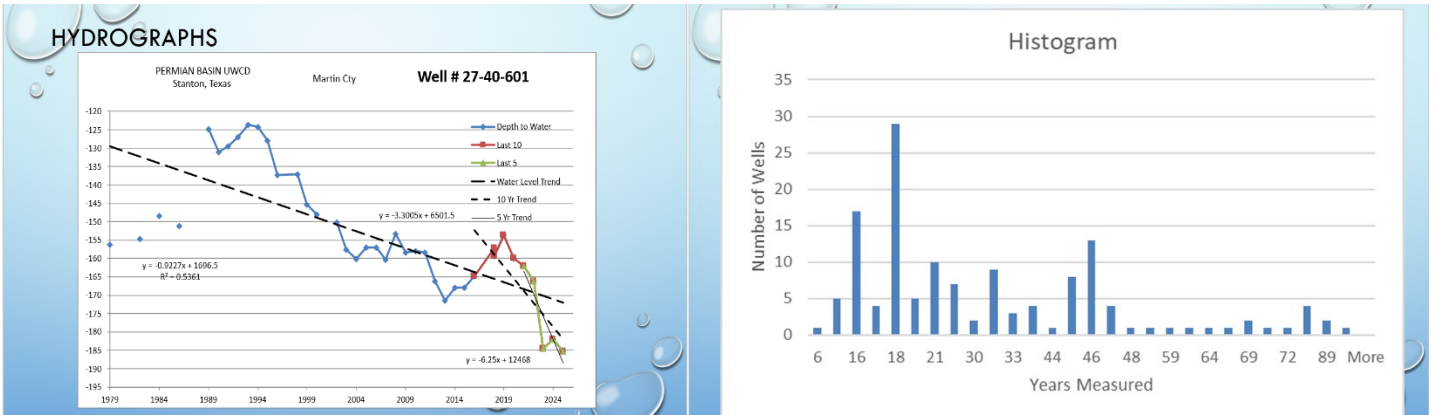 HYDROGRAPHS
PERMIAN BASIN UWCD
Stanton, Texas
Martin Cty
Well # 27-40-601
-120
-125
-130
-135
-140
-145
-150
-155
-160
-165
-170
-175
-180
-185
-190
-195
1979 1984 1989 1994 1999 2004 2009 2014 2019 2024
Depth to Water
Last 10
Last 5
Water Level Trend
10 Yr Trend
5 Yr Trend
y = -3.3005x + 6501.5
y = -0.9227x + 1696.5
R² = 0.5361
y = -6.25x + 12468
Histogram
Number of Wells
35
30
25
20
15
10
5
0
6 16 18 21 30 33 44 46 48 59 64 69 72 89 More
Years Measured